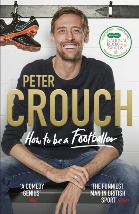 PETER
CROUCH
How to be a Footballer
'A COMEDY
GENIUS'
'THE FUNNIEST
MAN IN BRITISH
SPORT'